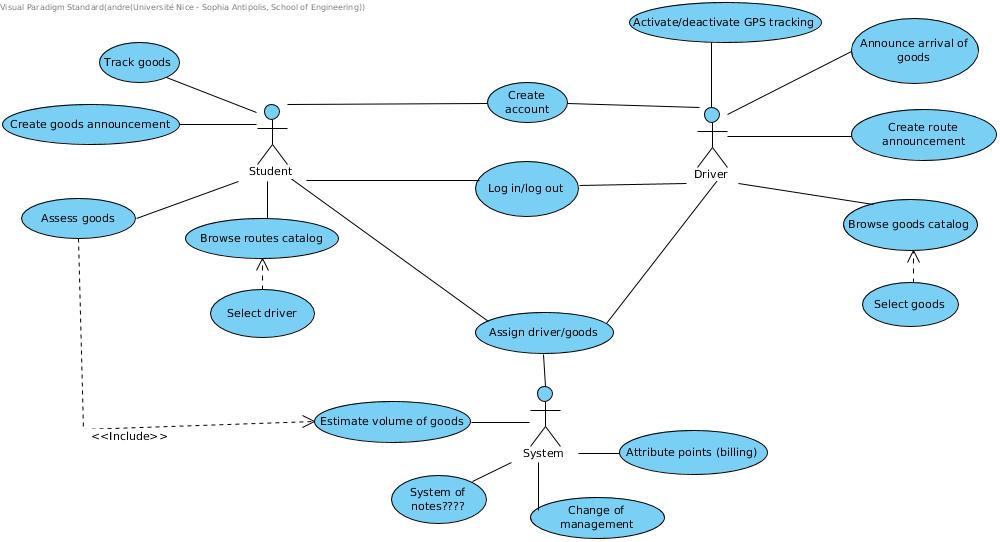 Visual Paradigm Standard(andre(Université Nice - Sophia Antipolis, School of Engineering))
Activate/deactivate GPS tracking
Announce arrival of
goods
Track goods
Create
account
Create goods announcement
Create route
announcement
Student
Driver
Log in/log out
Assess goods
Browse routes catalog
Browse goods catalog
Select driver
Select goods
Assign driver/goods
Estimate volume of goods
<<Include>>
System
Attribute points (billing)
System of
notes????
Change of
management